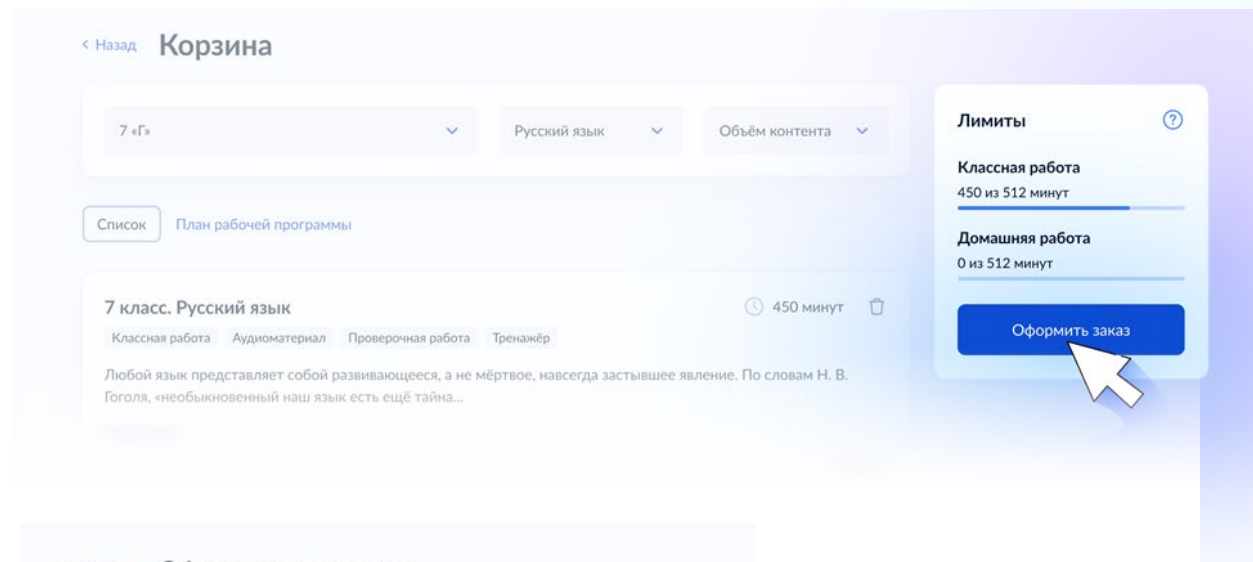 Назад Корзина
7 «Г» Русский язык Объём контента
Список План рабочей программы
7 класс. Русский язык 450 минут
Классная работа Аудиоматериал Проверочная работа Тренажёр
Любой язык представляет собой развивающееся, а не мёртвое, навсегда застывшее явление. По словам Н. В.
Гоголя, «необыкновенный наш язык есть ещё тайна...
Лимиты ?
Классная работа
450 из 512 минут
Домашняя работа
0 из 512 минут
Оформить заказ